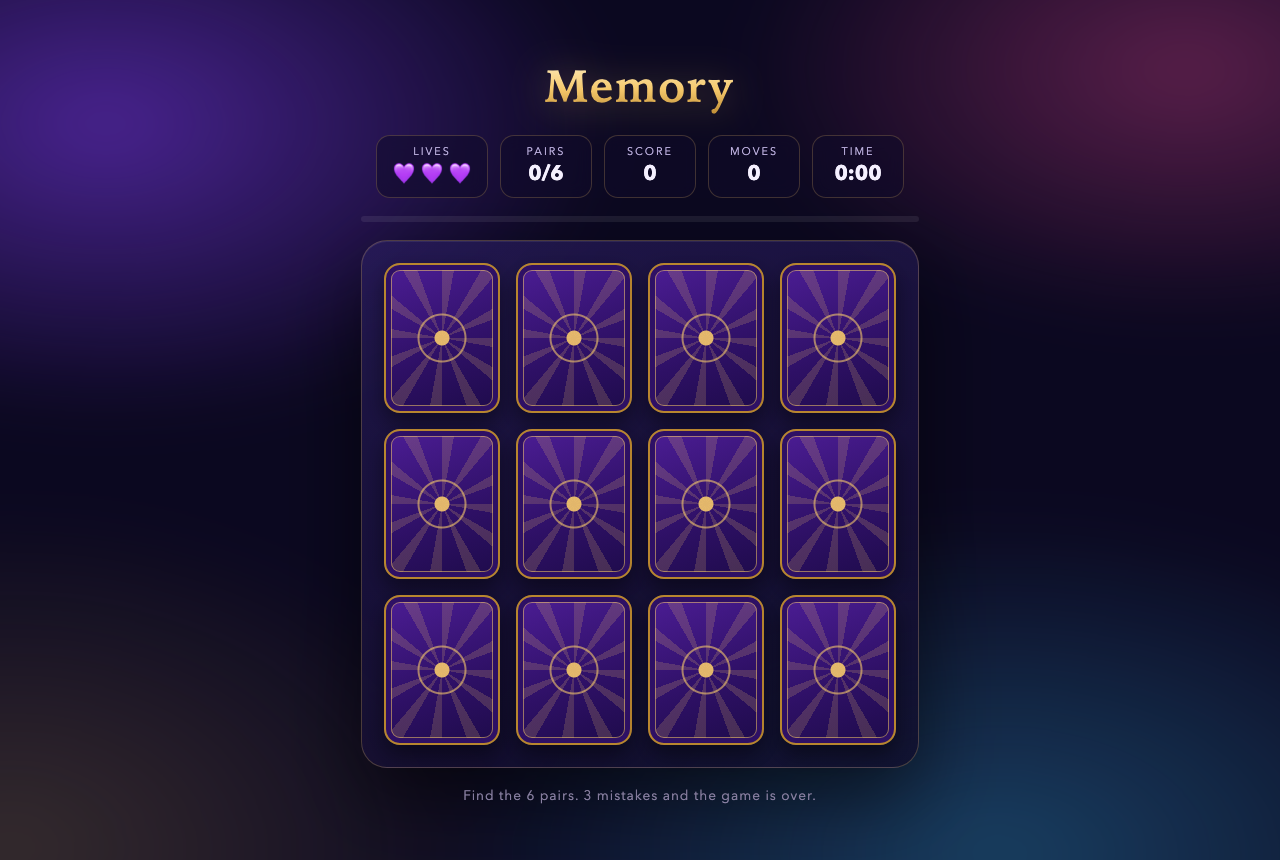 Memory
LIVES PAIRS SCORE MOVES TIME
💜 💜 💜 0/6 0 0 0:00
Find the 6 pairs. 3 mistakes and the game is over.